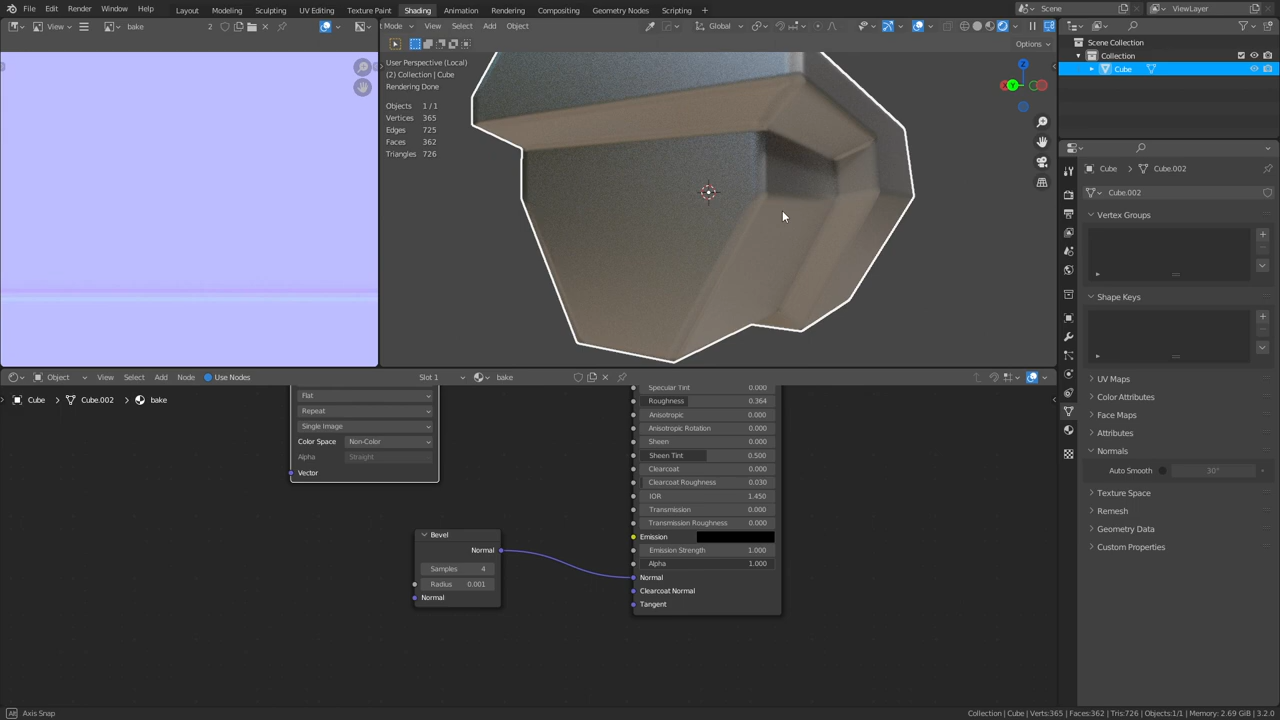 File Edit Render Window Help Layout Modeling Sculpting UV Editing Texture Paint Shading Animation Rendering Compositing Geometry Nodes Scripting Scene ViewLayer
View bake 2 Mode View Select Add Object Global
Options
User Perspective (Local)
(2) Collection | Cube
Rendering Done
Objects 1 / 1
Vertices 365
Edges 725
Faces 362
Triangles 726
X Y Z
Scene Collection
Collection
Cube
Cube Cube.002
Cube.002
Vertex Groups
Shape Keys
UV Maps
Color Attributes
Face Maps
Attributes
Normals
Auto Smooth 30°
Texture Space
Remesh
Geometry Data
Custom Properties
Object View Select Add Node Use Nodes Slot 1 bake
Cube Cube.002 bake
Flat
Repeat
Single Image
Color Space Non-Color
Alpha Straight
Vector
Bevel
Normal
Samples 4
Radius 0.001
Normal
Specular Tint 0.000
Roughness 0.364
Anisotropic 0.000
Anisotropic Rotation 0.000
Sheen 0.000
Sheen Tint 0.500
Clearcoat 0.000
Clearcoat Roughness 0.030
IOR 1.450
Transmission 0.000
Transmission Roughness 0.000
Emission
Emission Strength 1.000
Alpha 1.000
Normal
Clearcoat Normal
Tangent
Alt Axis Snap
Collection | Cube | Verts:365 | Faces:362 | Tris:726 | Objects:1/1 | Memory: 2.69 GiB | 3.2.0